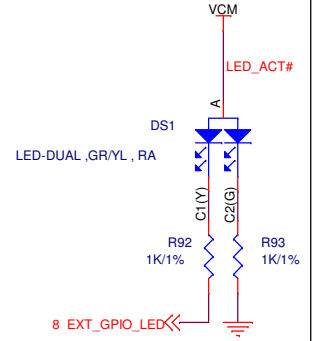 VCM
LED_ACT#
A
DS1
LED-DUAL ,GR/YL , RA
C1(Y)
C2(G)
R92
1K/1%
R93
1K/1%
8 EXT_GPIO_LED